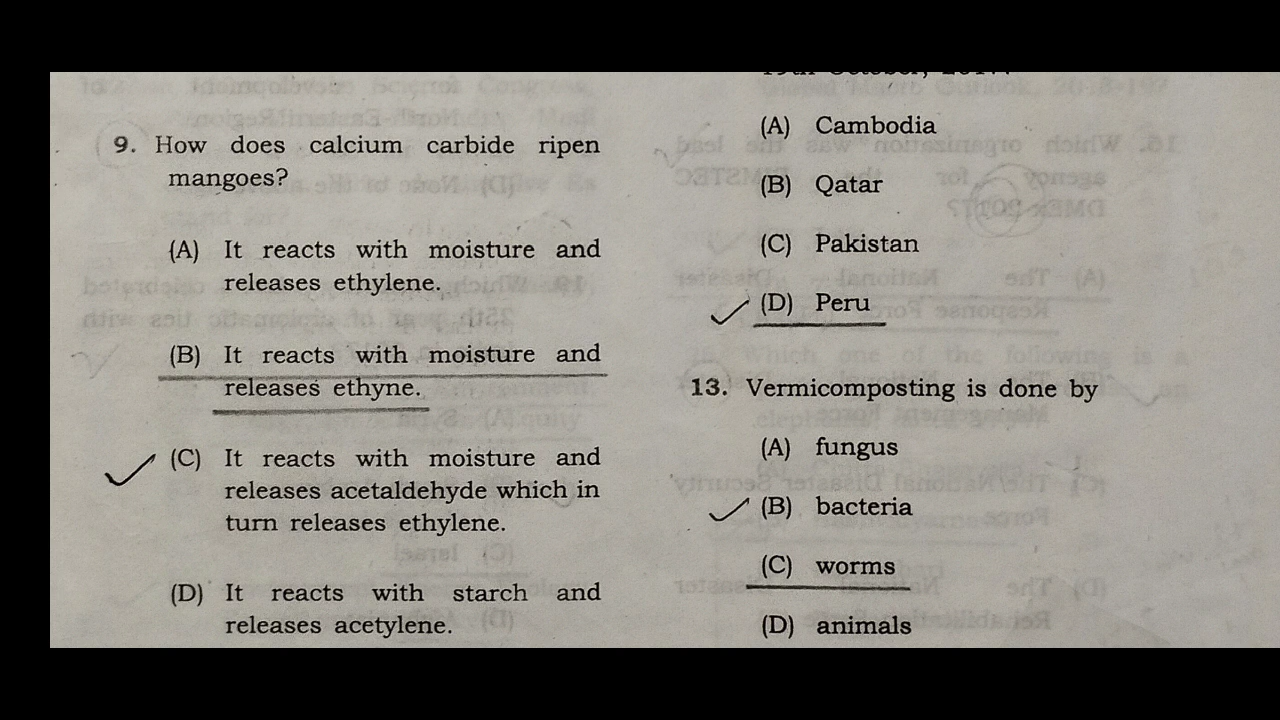 9. How does calcium carbide ripen
mangoes?
(A) It reacts with moisture and
releases ethylene.
(B) It reacts with moisture and
releases ethyne.
(C) It reacts with moisture and
releases acetaldehyde which in
turn releases ethylene.
(D) It reacts with starch and
releases acetylene.
(A) Cambodia
(B) Qatar
(C) Pakistan
(D) Peru
13. Vermicomposting is done by
(A) fungus
(B) bacteria
(C) worms
(D) animals